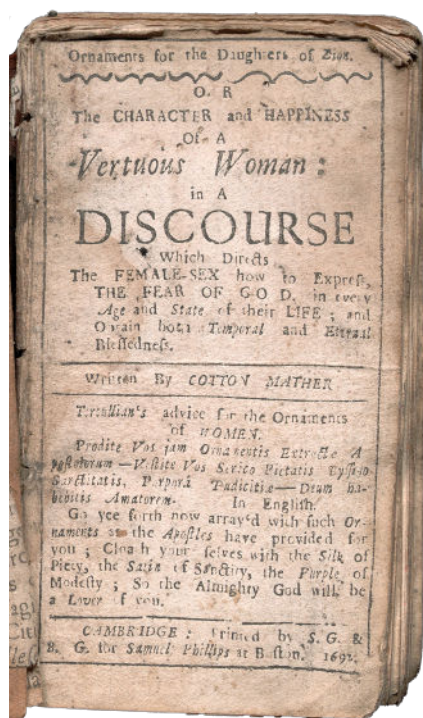 Ornaments for the Daughters of Zion.
O R
The CHARACTER and HAPPINESS
Of A
Vertuous Woman:
in A
DISCOURSE
Which Directs
The FEMALE-SEX how to Express,
THE FEAR OF GOD, in every
Age and State of their LIFE; and
Obtain both Temporal and Eternal
Blessedness.
Written By COTTON MATHER
Tertullian's advice for the Ornaments
of WOMEN.
Prodite Vos jam Ornamentis Extructæ A
postolorum—Vestite Vos Serico Pietatis Byssino
Sanctitatis, Purpurâ Pudicitiæ—Deum ha-
bebitis Amatorem. In English.
Go yee forth now array'd with such Or-
naments as the Apostles have provided for
you; Cloath your selves with the Silk of
Piety, the Satin of Sanctity, the Purple of
Modesty; So the Almighty God will be
a Lover of you.
CAMBRIDGE: Printed by S. G. &
B. G. for Samuel Phillips at Boston. 1692.